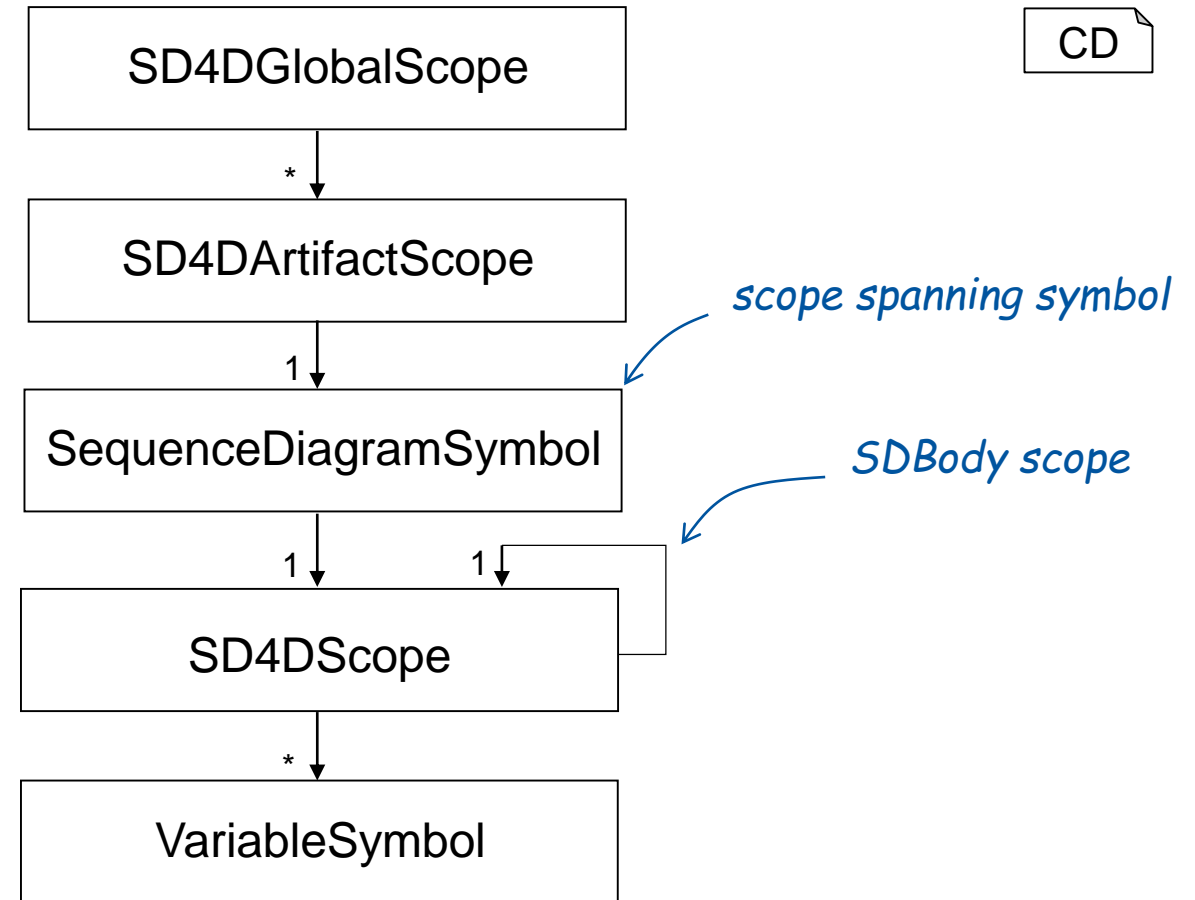 SD4DGlobalScope
CD
*
SD4DArtifactScope
scope spanning symbol
1
SequenceDiagramSymbol
SDBody scope
1
1
SD4DScope
*
VariableSymbol